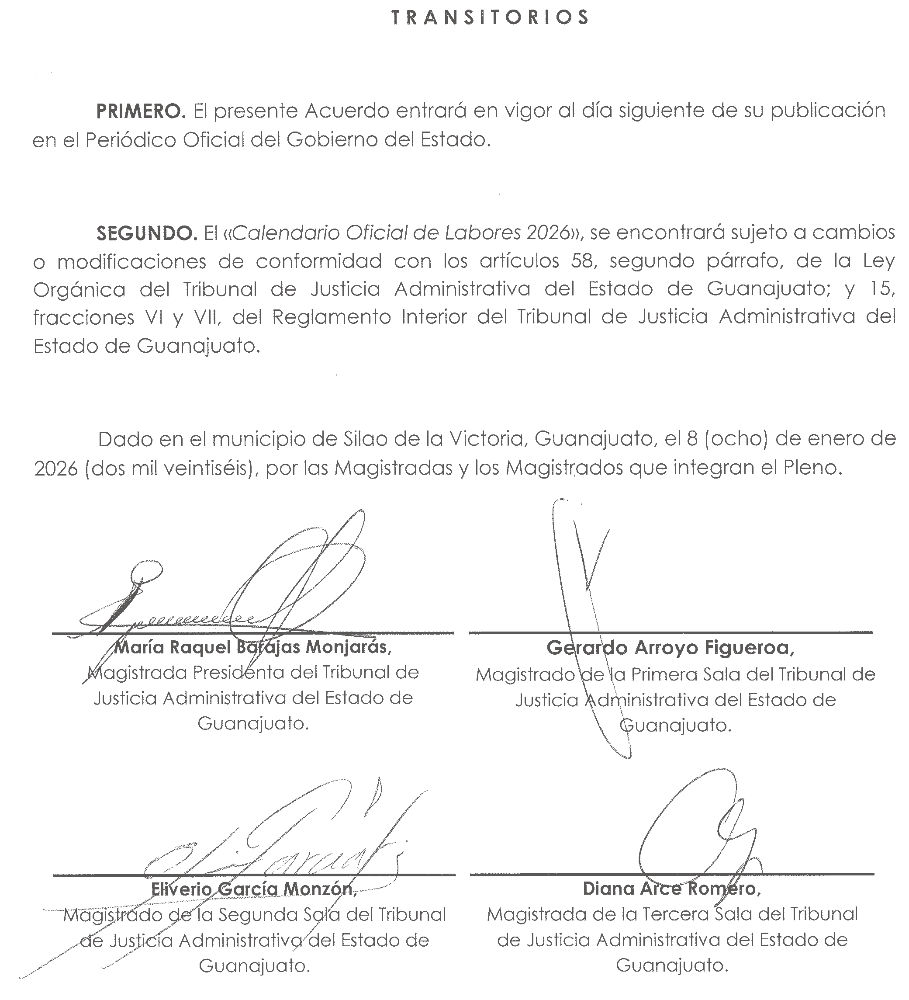 TRANSITORIOS
PRIMERO. El presente Acuerdo entrará en vigor al día siguiente de su publicación
en el Periódico Oficial del Gobierno del Estado.
SEGUNDO. El «Calendario Oficial de Labores 2026», se encontrará sujeto a cambios
o modificaciones de conformidad con los artículos 58, segundo párrafo, de la Ley
Orgánica del Tribunal de Justicia Administrativa del Estado de Guanajuato; y 15,
fracciones VI y VII, del Reglamento Interior del Tribunal de Justicia Administrativa del
Estado de Guanajuato.
Dado en el municipio de Silao de la Victoria, Guanajuato, el 8 (ocho) de enero de
2026 (dos mil veintiséis), por las Magistradas y los Magistrados que integran el Pleno.
María Raquel Barajas Monjarás,
Magistrada Presidenta del Tribunal de
Justicia Administrativa del Estado de
Guanajuato.
Gerardo Arroyo Figueroa,
Magistrado de la Primera Sala del Tribunal de
Justicia Administrativa del Estado de
Guanajuato.
Eliverio García Monzón,
Magistrado de la Segunda Sala del Tribunal
de Justicia Administrativa del Estado de
Guanajuato.
Diana Arce Romero,
Magistrada de la Tercera Sala del Tribunal
de Justicia Administrativa del Estado de
Guanajuato.